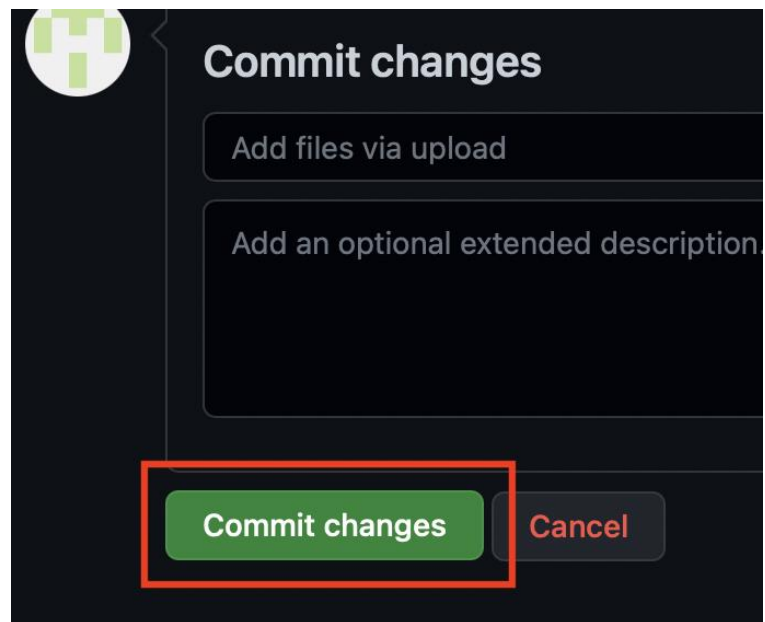 Commit changes
Add files via upload
Add an optional extended description.
Commit changes
Cancel